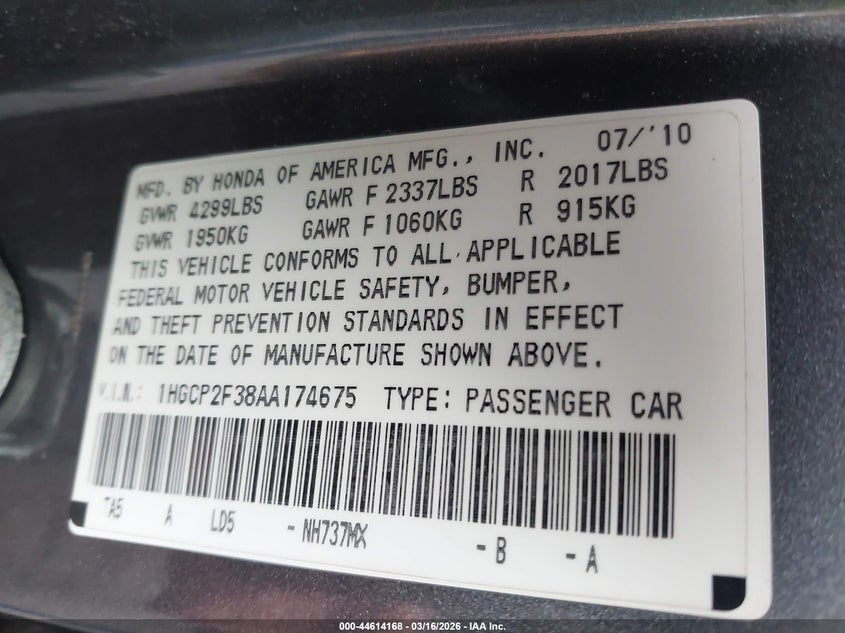 MFD. BY HONDA OF AMERICA MFG., INC. 07/'10
GVWR 4299LBS GAWR F 2337LBS R 2017LBS
GVWR 1950KG GAWR F 1060KG R 915KG
THIS VEHICLE CONFORMS TO ALL APPLICABLE
FEDERAL MOTOR VEHICLE SAFETY, BUMPER,
AND THEFT PREVENTION STANDARDS IN EFFECT
ON THE DATE OF MANUFACTURE SHOWN ABOVE.
V.I.N.: 1HGCP2F38AA174675 TYPE: PASSENGER CAR
TA5 A LD5 - NH737MX - B - A
000-44614168 - 03/16/2026 - IAA Inc.